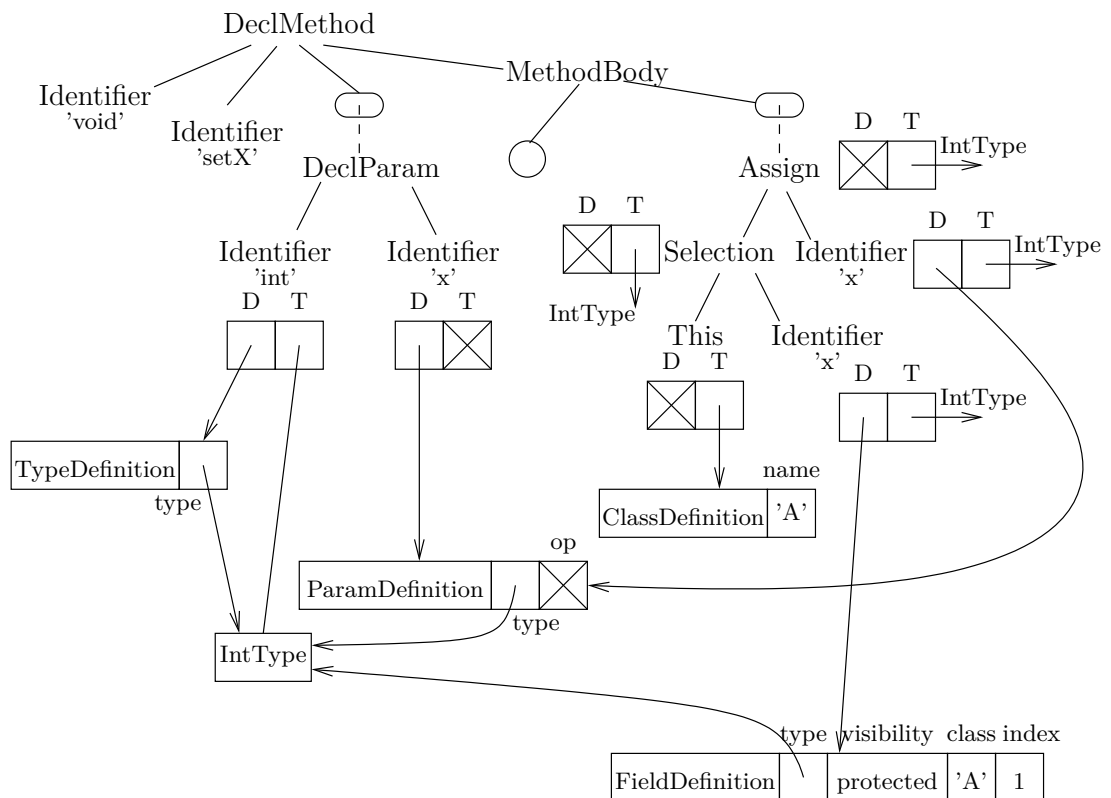 DeclMethod
MethodBody
Identifier
'void'
Identifier
'setX'
D T
IntType
DeclParam
Assign
D T
D T
Identifier
'int'
Identifier
'x'
Selection
Identifier
'x'
IntType
D T
D T
IntType
This
Identifier
'x'
D T
D T
IntType
TypeDefinition
type
name
ClassDefinition 'A'
op
ParamDefinition
type
IntType
type visibility class index
FieldDefinition protected 'A' 1